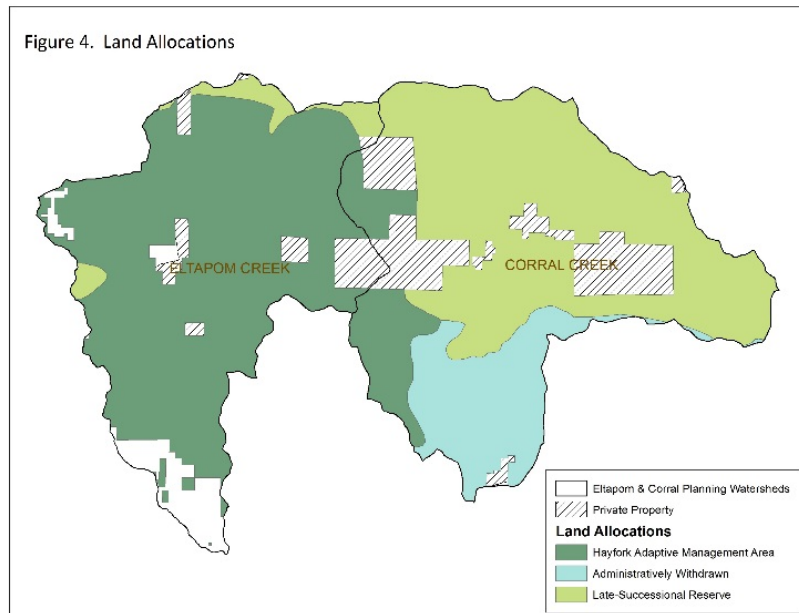 Figure 4. Land Allocations
ELTAPOM CREEK
CORRAL CREEK
Eltapom & Corral Planning Watersheds
Private Property
Land Allocations
Hayfork Adaptive Management Area
Administratively Withdrawn
Late-Successional Reserve